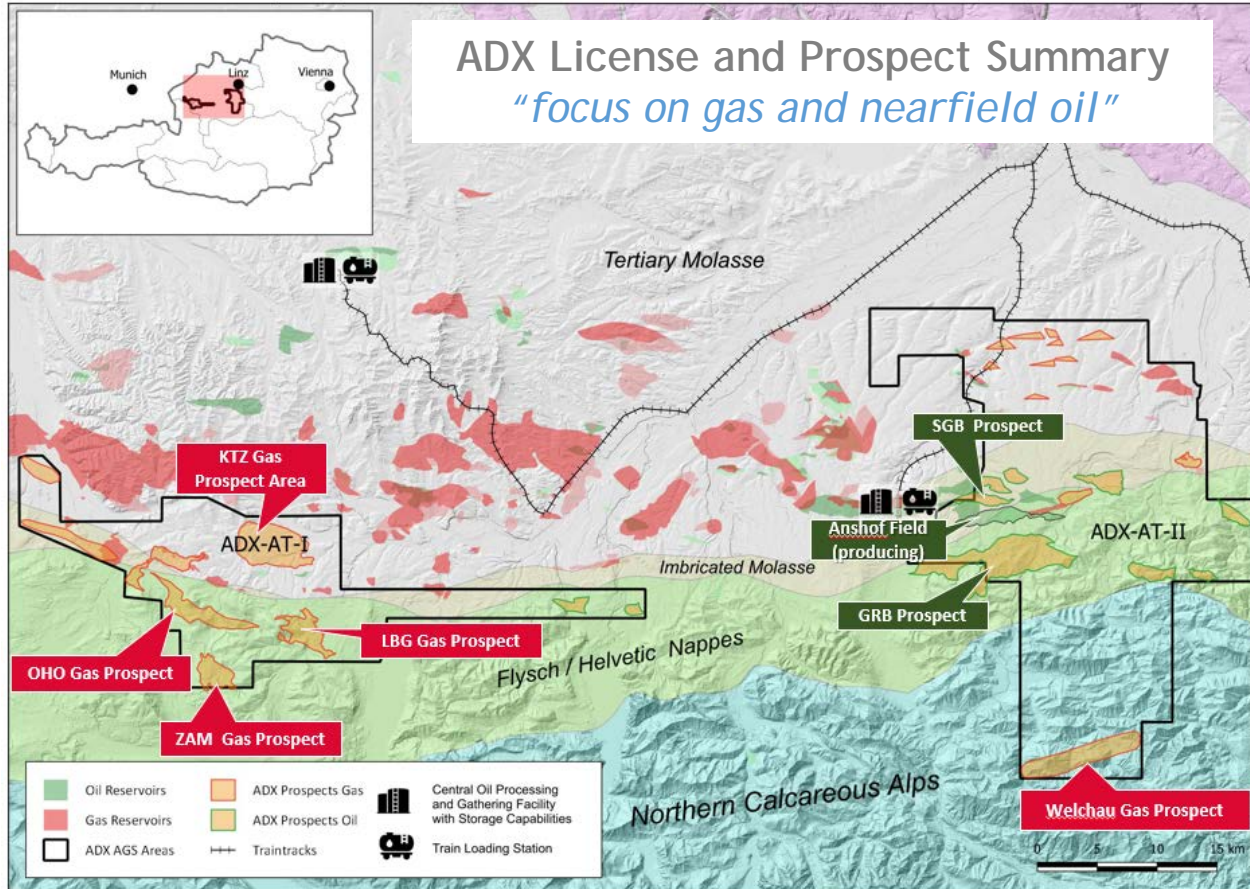 ADX License and Prospect Summary
"focus on gas and nearfield oil"
Munich
Linz
Vienna
Tertiary Molasse
SGB Prospect
KTZ Gas
Prospect Area
ADX-AT-I
Anshof Field
(producing)
ADX-AT-II
Imbricated Molasse
GRB Prospect
LBG Gas Prospect
OHO Gas Prospect
Flysch / Helvetic Nappes
ZAM Gas Prospect
Northern Calcareous Alps
Welchau Gas Prospect
Oil Reservoirs
Gas Reservoirs
ADX AGS Areas
ADX Prospects Gas
ADX Prospects Oil
Traintracks
Central Oil Processing
and Gathering Facility
with Storage Capabilities
Train Loading Station
0 5 10 15 km